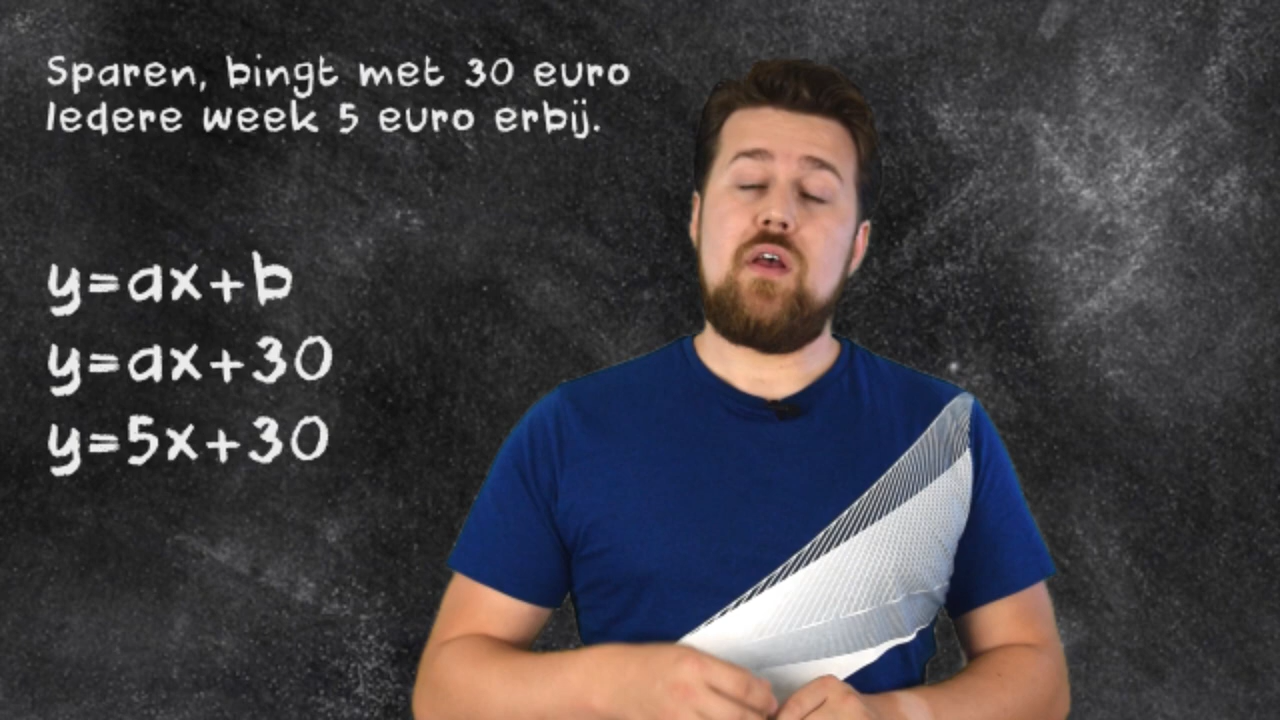 Sparen, bingt met 30 euro
Iedere week 5 euro erbij.
y=ax+b
y=ax+30
y=5x+30